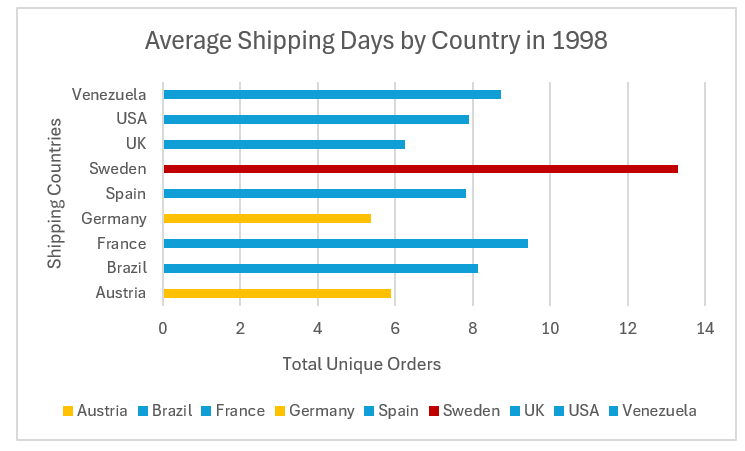 Average Shipping Days by Country in 1998
Shipping Countries
Venezuela
USA
UK
Sweden
Spain
Germany
France
Brazil
Austria
0 2 4 6 8 10 12 14
Total Unique Orders
Austria Brazil France Germany Spain Sweden UK USA Venezuela